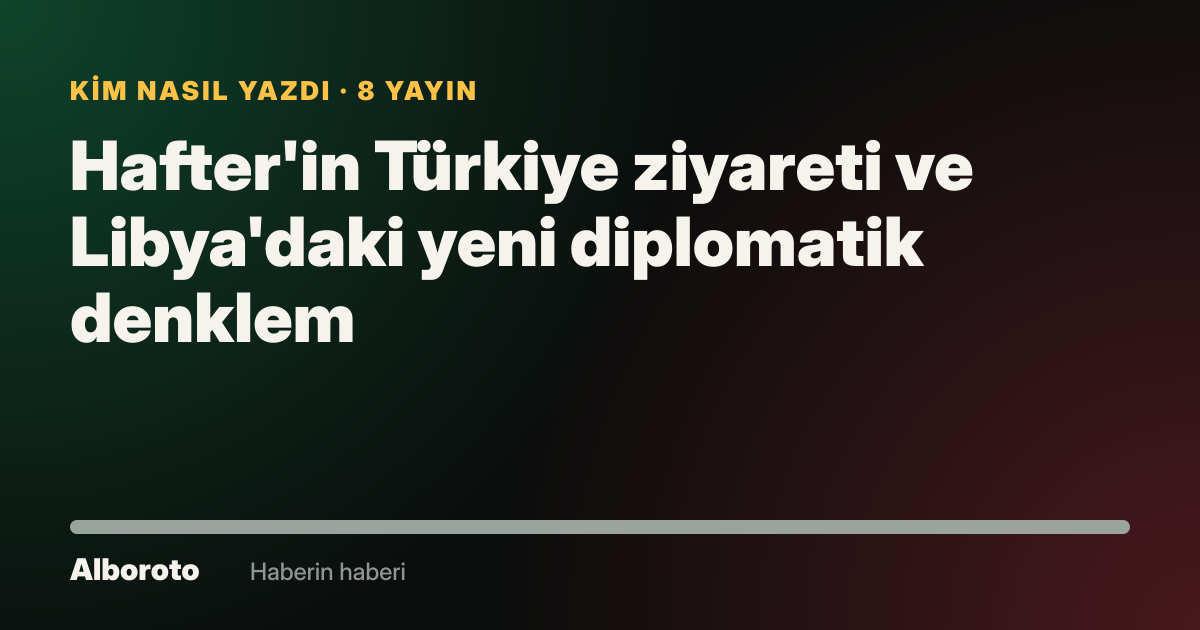 KİM NASIL YAZDI · 8 YAYIN
Hafter'in Türkiye ziyareti ve
Libya'daki yeni diplomatik
denklem
Alboroto
Haberin haberi